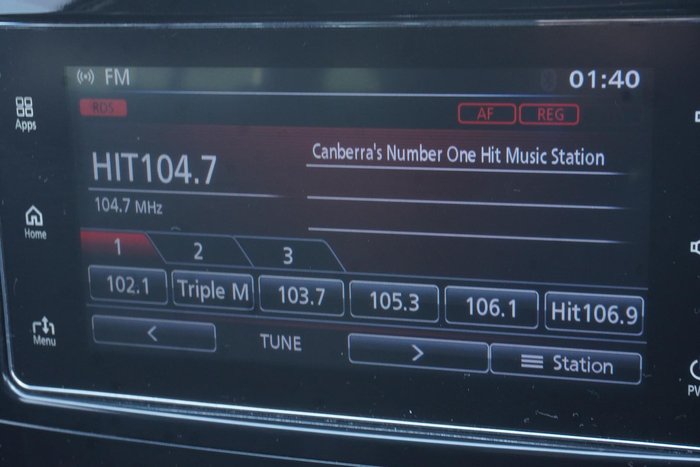 FM 01:40
RDS AF REG
Apps
HIT104.7 Canberra's Number One Hit Music Station
104.7 MHz
Home
1 2 3
102.1 Triple M 103.7 105.3 106.1 Hit106.9
Menu
< TUNE > Station